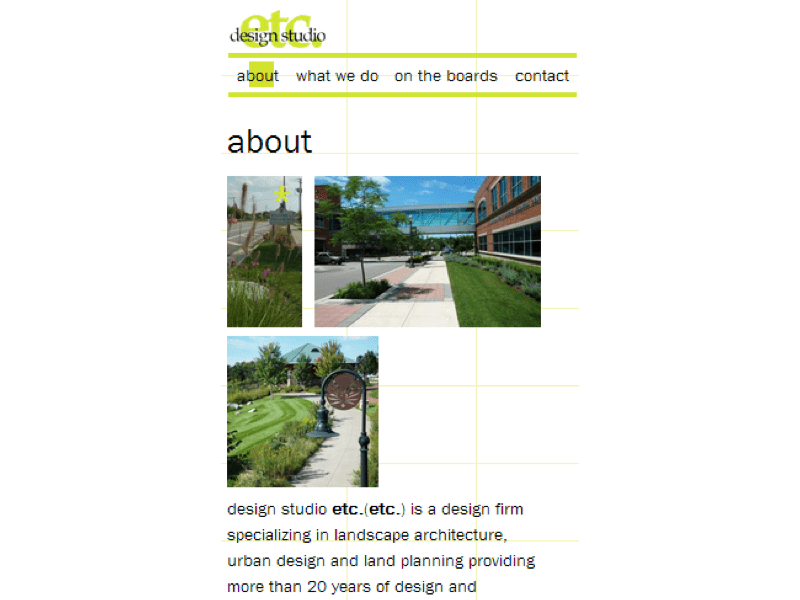 etc.
design studio
about what we do on the boards contact
about
design studio etc.(etc.) is a design firm
specializing in landscape architecture,
urban design and land planning providing
more than 20 years of design and